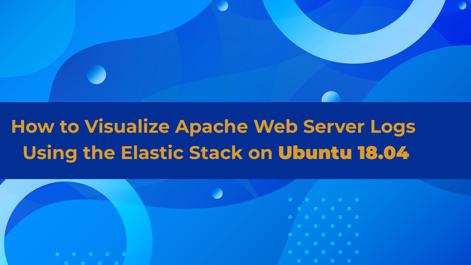 How to Visualize Apache Web Server Logs
Using the Elastic Stack on Ubuntu 18.04